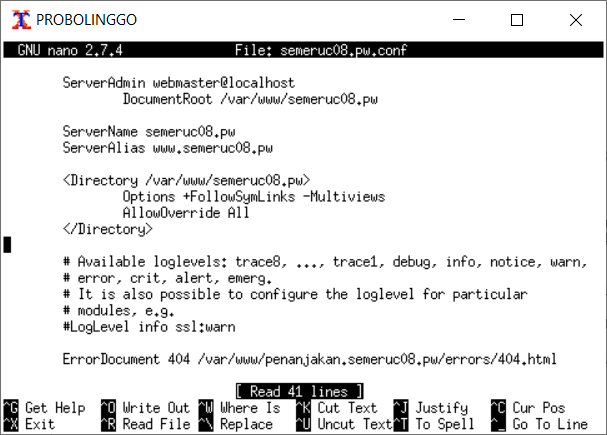 PROBOLINGGO
GNU nano 2.7.4 File: semeruc08.pw.conf
ServerAdmin webmaster@localhost
DocumentRoot /var/www/semeruc08.pw
ServerName semeruc08.pw
ServerAlias www.semeruc08.pw
<Directory /var/www/semeruc08.pw>
Options +FollowSymLinks -Multiviews
AllowOverride All
</Directory>
# Available loglevels: trace8, ..., trace1, debug, info, notice, warn,
# error, crit, alert, emerg.
# It is also possible to configure the loglevel for particular
# modules, e.g.
#LogLevel info ssl:warn
ErrorDocument 404 /var/www/penanjakan.semeruc08.pw/errors/404.html
[ Read 41 lines ]
^G Get Help ^O Write Out ^W Where Is ^K Cut Text ^J Justify ^C Cur Pos
^X Exit ^R Read File ^\ Replace ^U Uncut Text ^T To Spell ^_ Go To Line